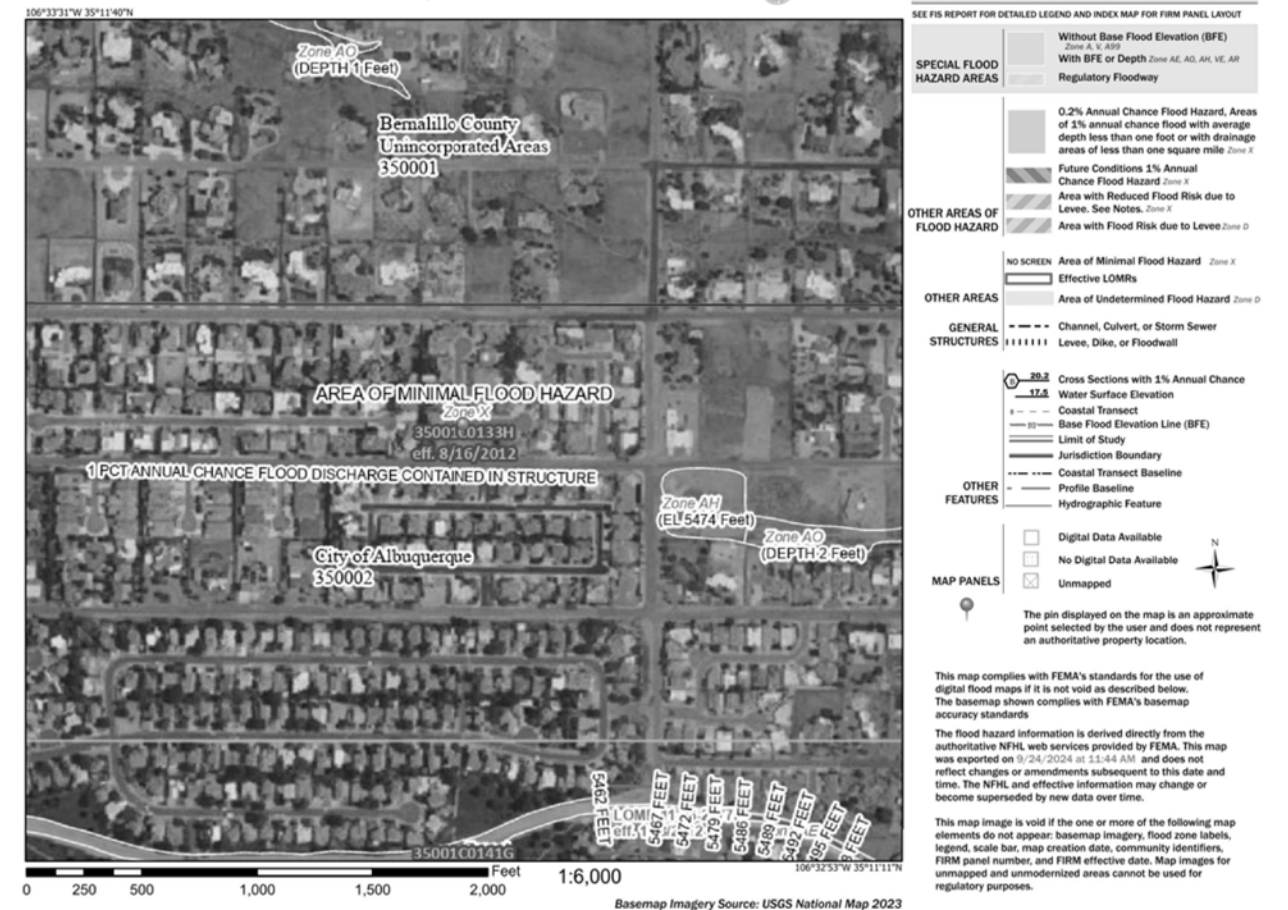 106°33'31"W 35°11'40"N
Zone AO
(DEPTH 1 Feet)
Bernalillo County
Unincorporated Areas
350001
AREA OF MINIMAL FLOOD HAZARD
Zone X
35001C0133H
eff. 8/16/2012
1 PCT ANNUAL CHANCE FLOOD DISCHARGE CONTAINED IN STRUCTURE
Zone AH
(EL 5474 Feet)
Zone AO
(DEPTH 2 Feet)
City of Albuquerque
350002
5462 FEET
5467 FEET
5472 FEET
5479 FEET
5486 FEET
5489 FEET
5492 FEET
FEET
35001C0141G
106°32'53"W 35°11'11"N
0 250 500 1,000 1,500 2,000 Feet
1:6,000
Basemap Imagery Source: USGS National Map 2023
SEE FIS REPORT FOR DETAILED LEGEND AND INDEX MAP FOR FIRM PANEL LAYOUT
SPECIAL FLOOD
HAZARD AREAS
Without Base Flood Elevation (BFE)
Zone A, V, A99
With BFE or Depth Zone AE, AO, AH, VE, AR
Regulatory Floodway
OTHER AREAS OF
FLOOD HAZARD
0.2% Annual Chance Flood Hazard, Areas
of 1% annual chance flood with average
depth less than one foot or with drainage
areas of less than one square mile Zone X
Future Conditions 1% Annual
Chance Flood Hazard Zone X
Area with Reduced Flood Risk due to
Levee. See Notes. Zone X
Area with Flood Risk due to Levee Zone D
OTHER AREAS
NO SCREEN Area of Minimal Flood Hazard Zone X
Effective LOMRs
Area of Undetermined Flood Hazard Zone D
GENERAL
STRUCTURES
Channel, Culvert, or Storm Sewer
Levee, Dike, or Floodwall
OTHER
FEATURES
B 20.2 Cross Sections with 1% Annual Chance
17.5 Water Surface Elevation
Coastal Transect
Base Flood Elevation Line (BFE)
Limit of Study
Jurisdiction Boundary
Coastal Transect Baseline
Profile Baseline
Hydrographic Feature
MAP PANELS
Digital Data Available
No Digital Data Available
Unmapped
N
The pin displayed on the map is an approximate
point selected by the user and does not represent
an authoritative property location.
This map complies with FEMA's standards for the use of
digital flood maps if it is not void as described below.
The basemap shown complies with FEMA's basemap
accuracy standards
The flood hazard information is derived directly from the
authoritative NFHL web services provided by FEMA. This map
was exported on 9/24/2024 at 11:44 AM and does not
reflect changes or amendments subsequent to this date and
time. The NFHL and effective information may change or
become superseded by new data over time.
This map image is void if the one or more of the following map
elements do not appear: basemap imagery, flood zone labels,
legend, scale bar, map creation date, community identifiers,
FIRM panel number, and FIRM effective date. Map images for
unmapped and unmodernized areas cannot be used for
regulatory purposes.